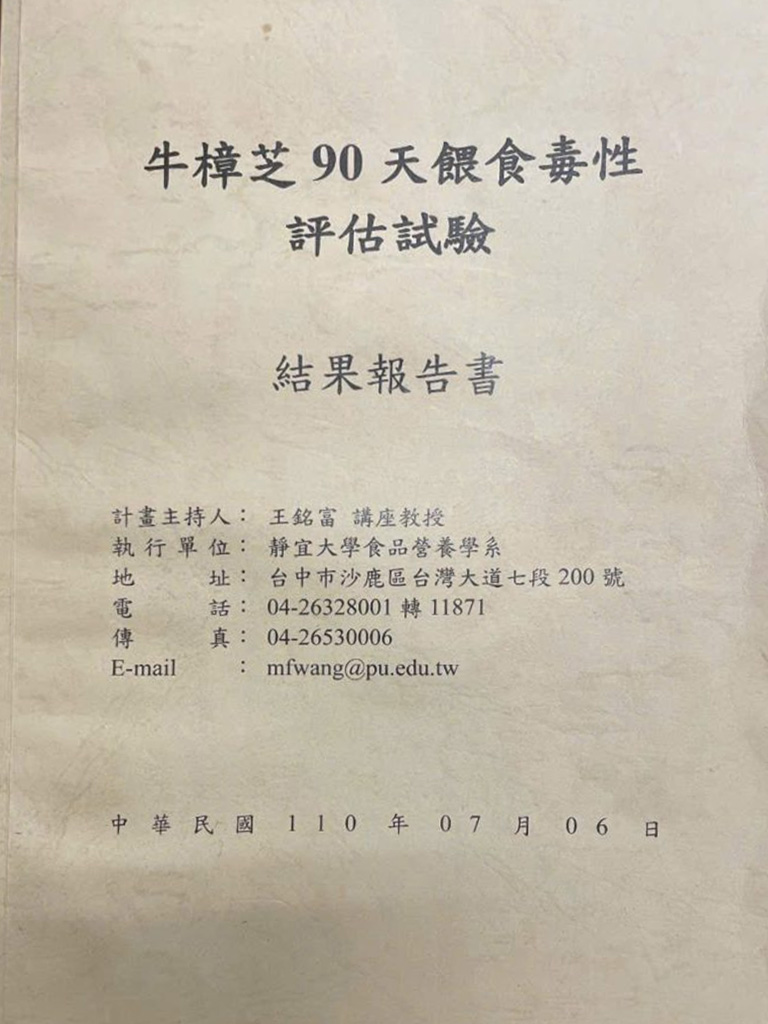 牛樟芝 90 天餵食毒性
評估試驗
結果報告書
計畫主持人： 王銘富 講座教授
執行單位： 靜宜大學食品營養學系
地 址： 台中市沙鹿區台灣大道七段 200 號
電 話： 04-26328001 轉 11871
傳 真： 04-26530006
E-mail ： mfwang@pu.edu.tw
中 華 民 國 110 年 07 月 06 日